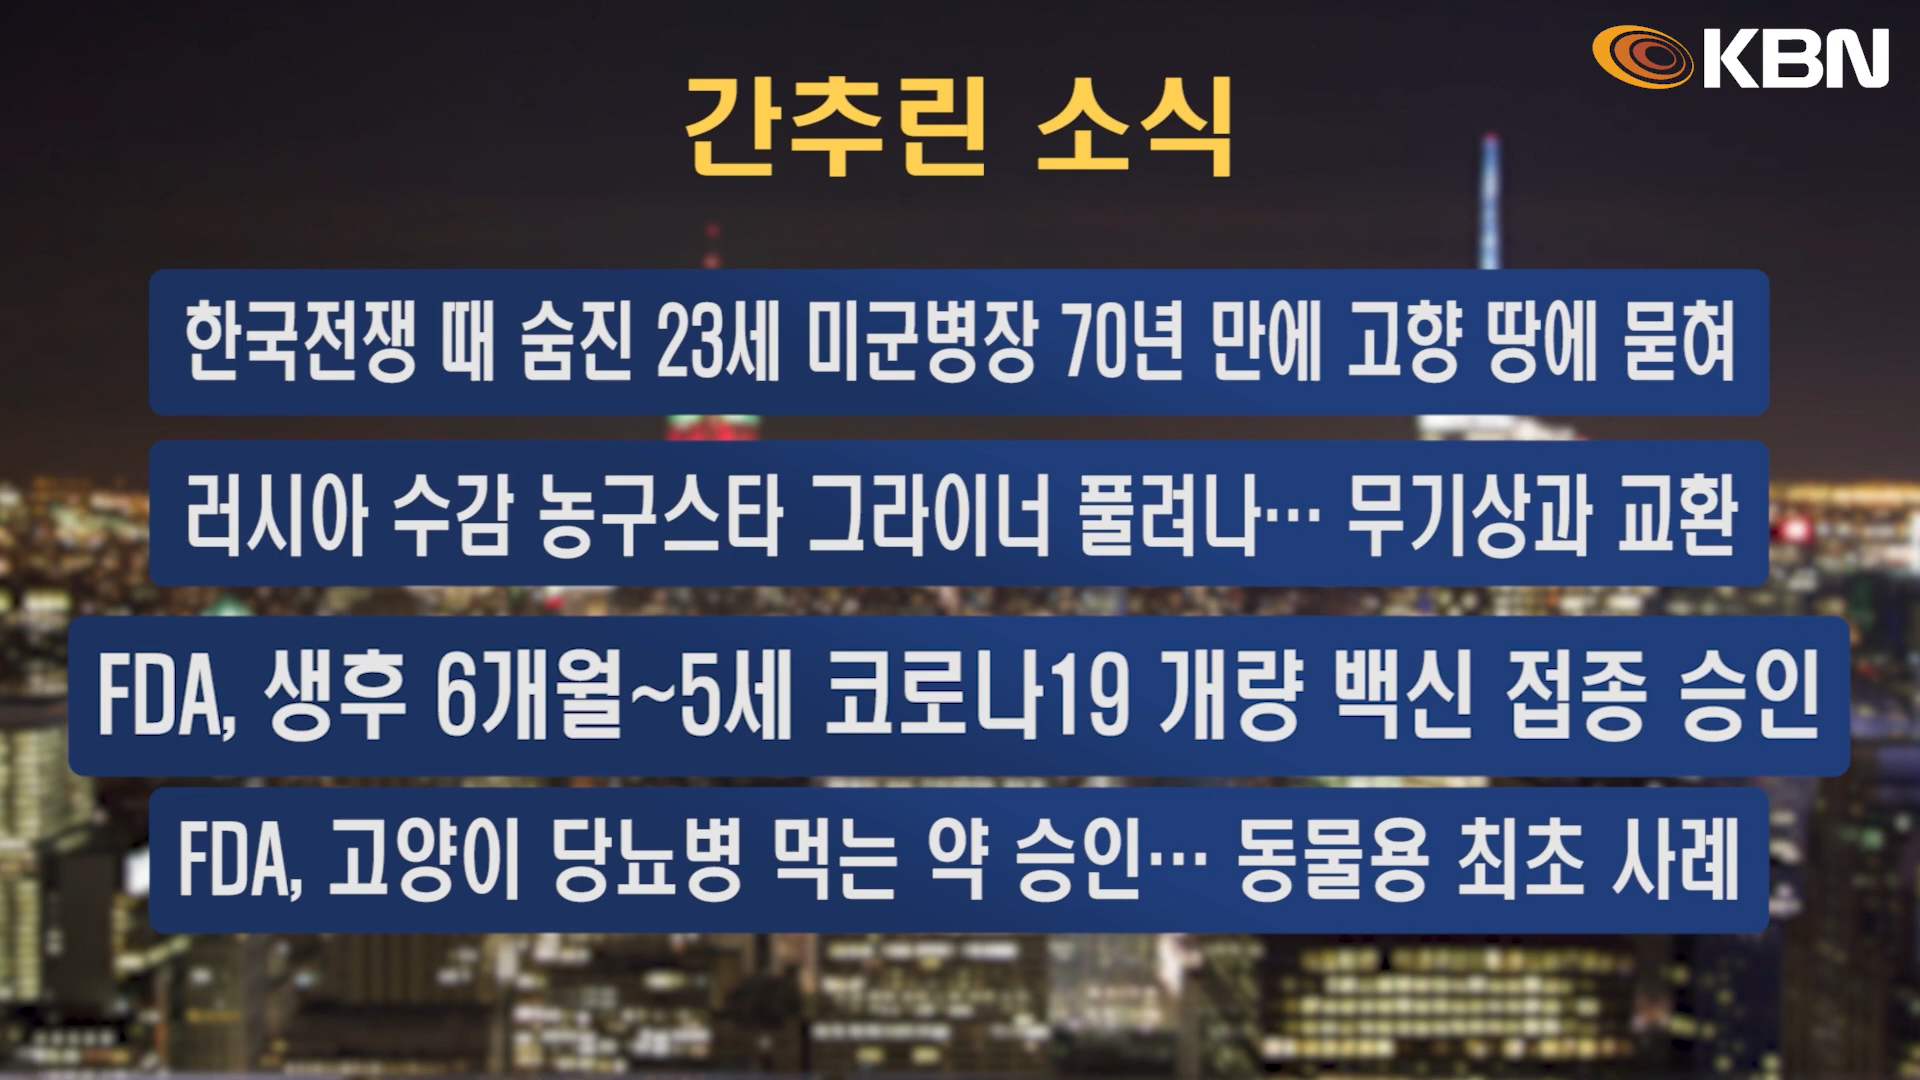 KBN
간추린 소식
한국전쟁 때 숨진 23세 미군병장 70년 만에 고향 땅에 묻혀
러시아 수감 농구스타 그라이너 풀려나… 무기상과 교환
FDA, 생후 6개월~5세 코로나19 개량 백신 접종 승인
FDA, 고양이 당뇨병 먹는 약 승인… 동물용 최초 사례